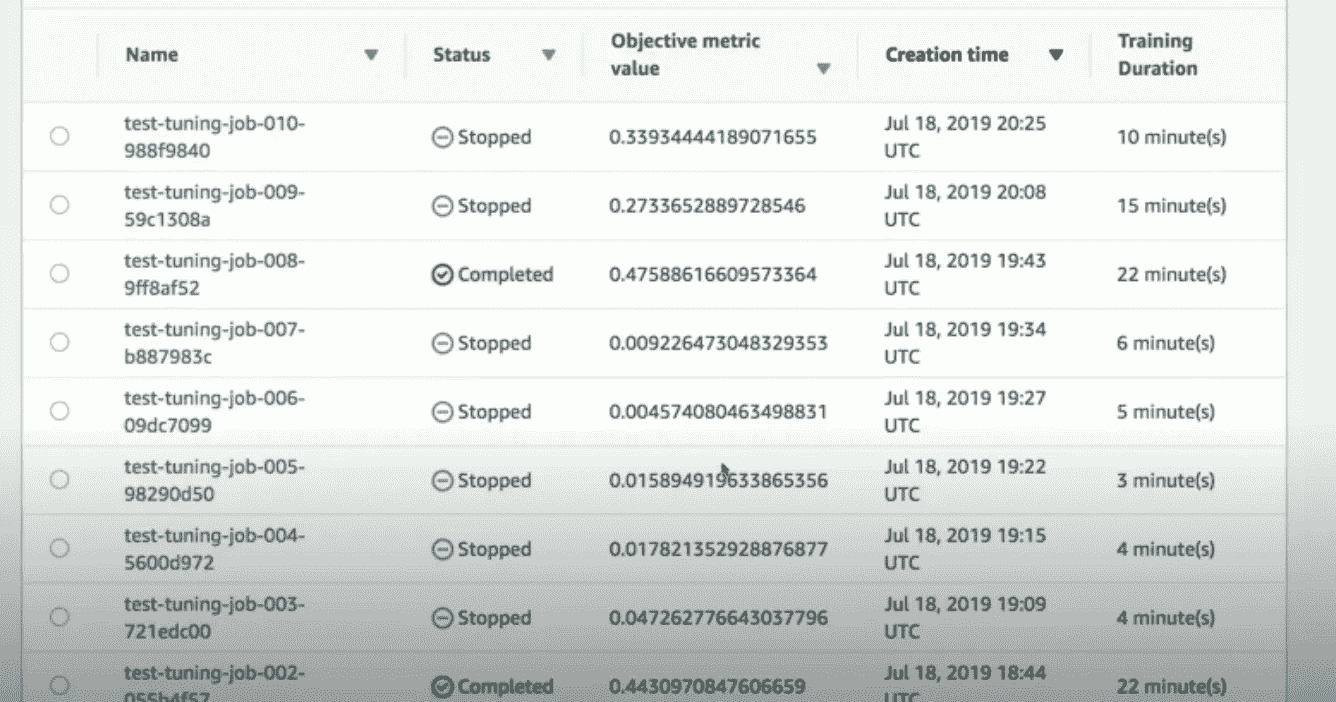 Name Status Objective metric value Creation time Training Duration
test-tuning-job-010-988f9840 Stopped 0.33934444189071655 Jul 18, 2019 20:25 UTC 10 minute(s)
test-tuning-job-009-59c1308a Stopped 0.2733652889728546 Jul 18, 2019 20:08 UTC 15 minute(s)
test-tuning-job-008-9ff8af52 Completed 0.47588616609573364 Jul 18, 2019 19:43 UTC 22 minute(s)
test-tuning-job-007-b887983c Stopped 0.009226473048329353 Jul 18, 2019 19:34 UTC 6 minute(s)
test-tuning-job-006-09dc7099 Stopped 0.004574080463498831 Jul 18, 2019 19:27 UTC 5 minute(s)
test-tuning-job-005-98290d50 Stopped 0.015894919633865356 Jul 18, 2019 19:22 UTC 3 minute(s)
test-tuning-job-004-5600d972 Stopped 0.017821352928876877 Jul 18, 2019 19:15 UTC 4 minute(s)
test-tuning-job-003-721edc00 Stopped 0.047262776643037796 Jul 18, 2019 19:09 UTC 4 minute(s)
test-tuning-job-002-055b4f57 Completed 0.4430970847606659 Jul 18, 2019 18:44 UTC 22 minute(s)